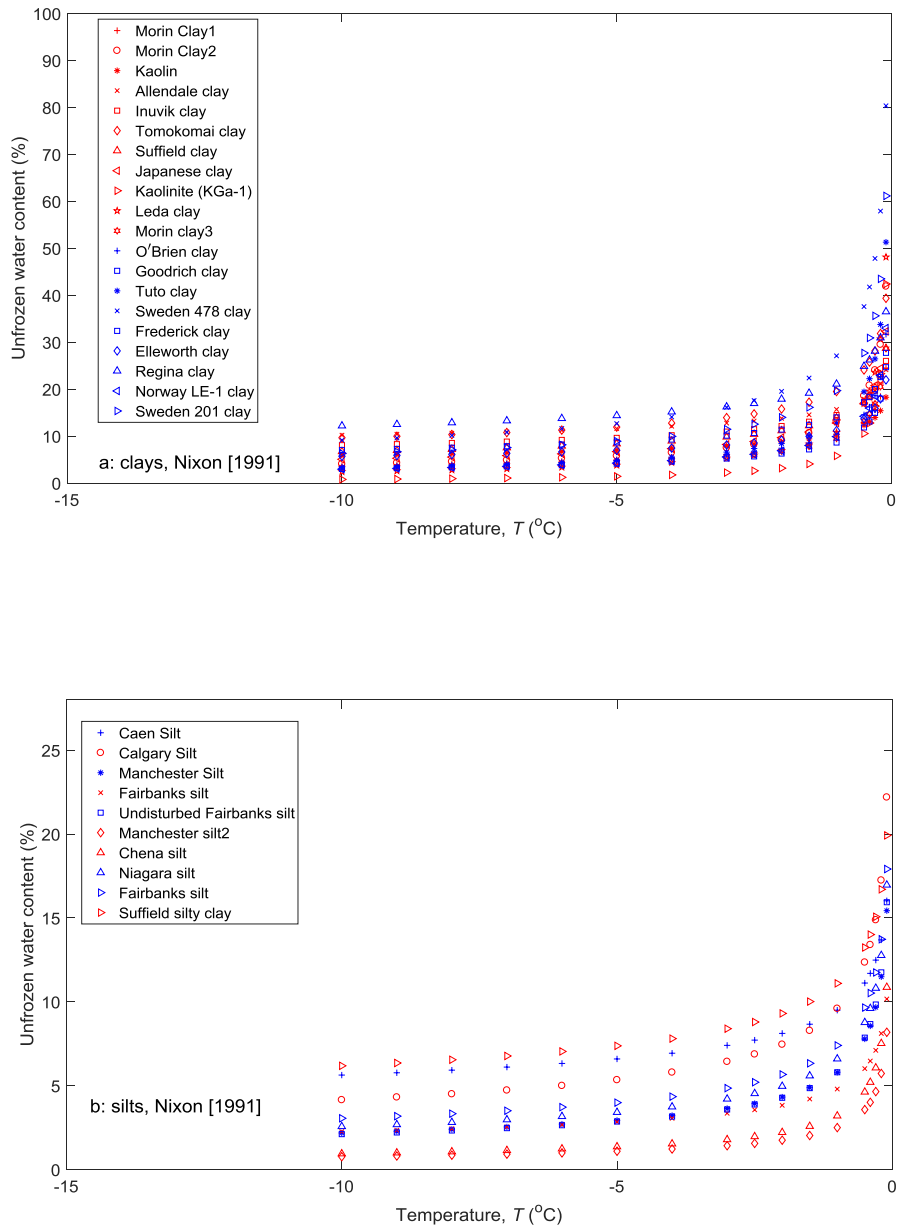 100
90
80
70
60
50
40
30
20
10
0
Unfrozen water content (%)
Morin Clay1
Morin Clay2
Kaolin
Allendale clay
Inuvik clay
Tomokomai clay
Suffield clay
Japanese clay
Kaolinite (KGa-1)
Leda clay
Morin clay3
O'Brien clay
Goodrich clay
Tuto clay
Sweden 478 clay
Frederick clay
Elleworth clay
Regina clay
Norway LE-1 clay
Sweden 201 clay
a: clays, Nixon [1991]
-15 -10 -5 0
Temperature, T (°C)
25
20
15
10
5
0
Unfrozen water content (%)
Caen Silt
Calgary Silt
Manchester Silt
Fairbanks silt
Undisturbed Fairbanks silt
Manchester silt2
Chena silt
Niagara silt
Fairbanks silt
Suffield silty clay
b: silts, Nixon [1991]
-15 -10 -5 0
Temperature, T (°C)